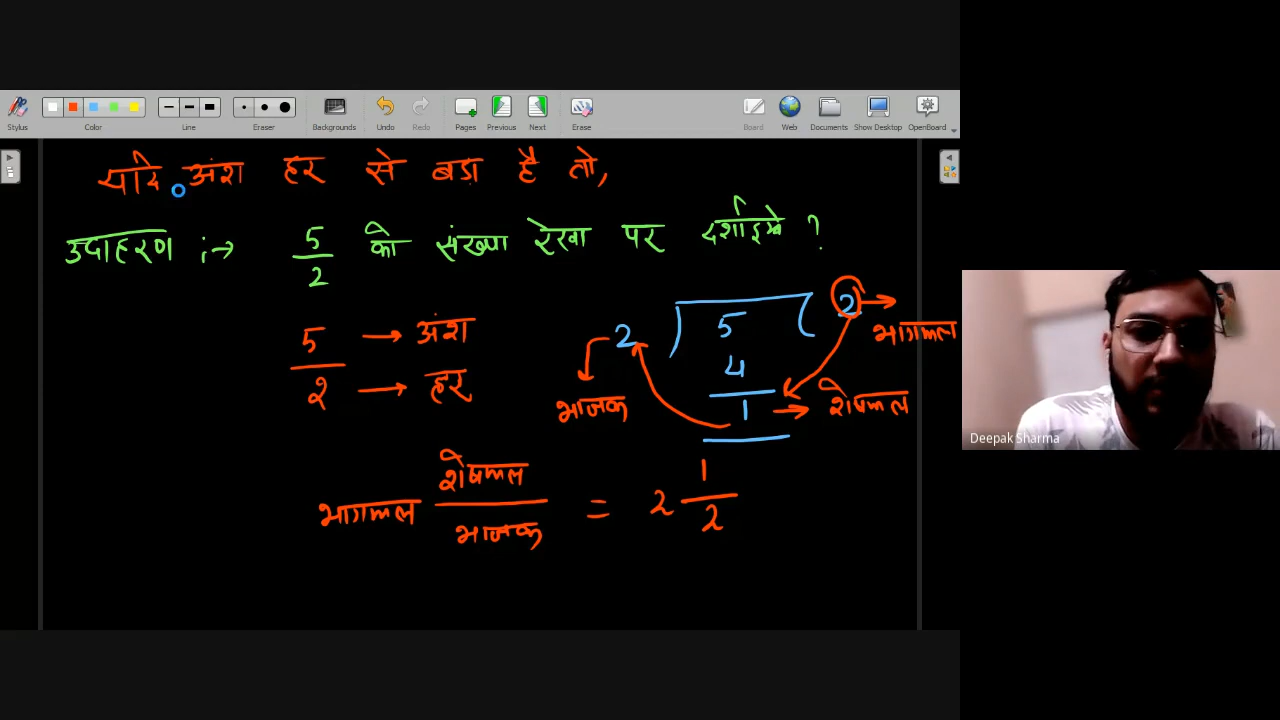 Stylus Color Line Eraser Backgrounds Undo Redo Pages Previous Next Erase Board Web Documents Show Desktop OpenBoard
यदि अंश हर से बड़ा है तो,
उदाहरण :→ 5/2 को संख्या रेखा पर दर्शाइये ?
5 → अंश
2 → हर
2 ) 5 ( 2 → भागफल
4
भाजक 1 → शेषफल
भागफल शेषफल/भाजक = 2 1/2
Deepak Sharma